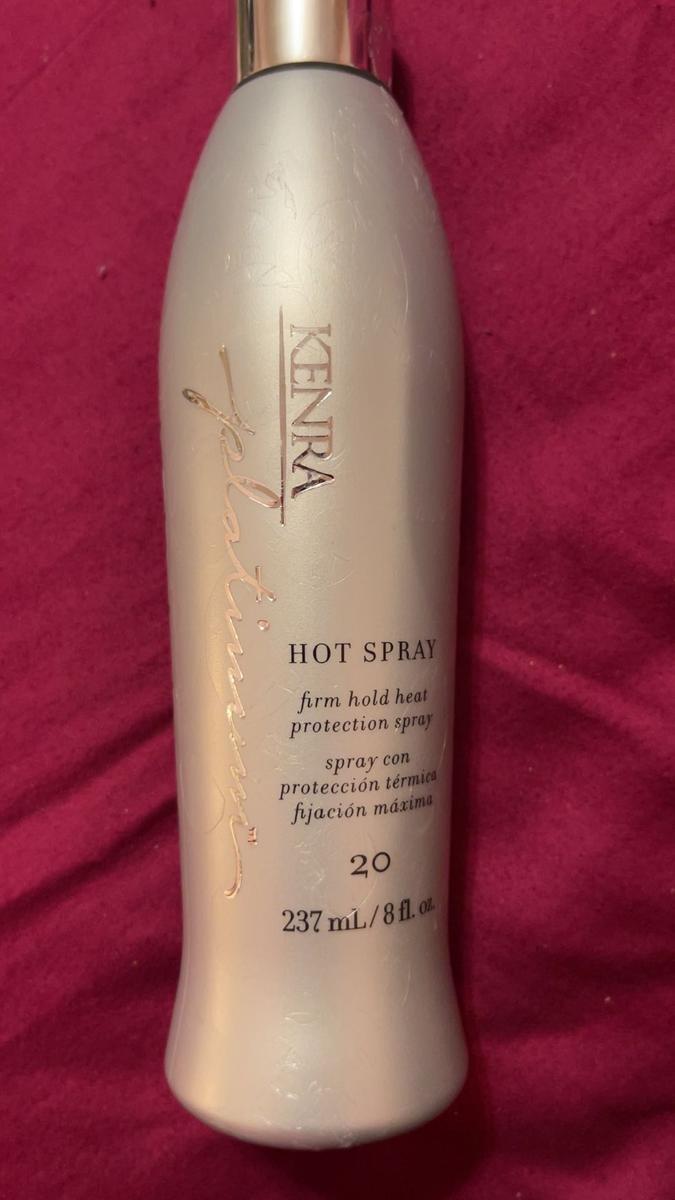 KENRA
platinum™
HOT SPRAY
firm hold heat
protection spray
spray con
protección térmica
fijación máxima
20
237 mL/8 fl. oz.